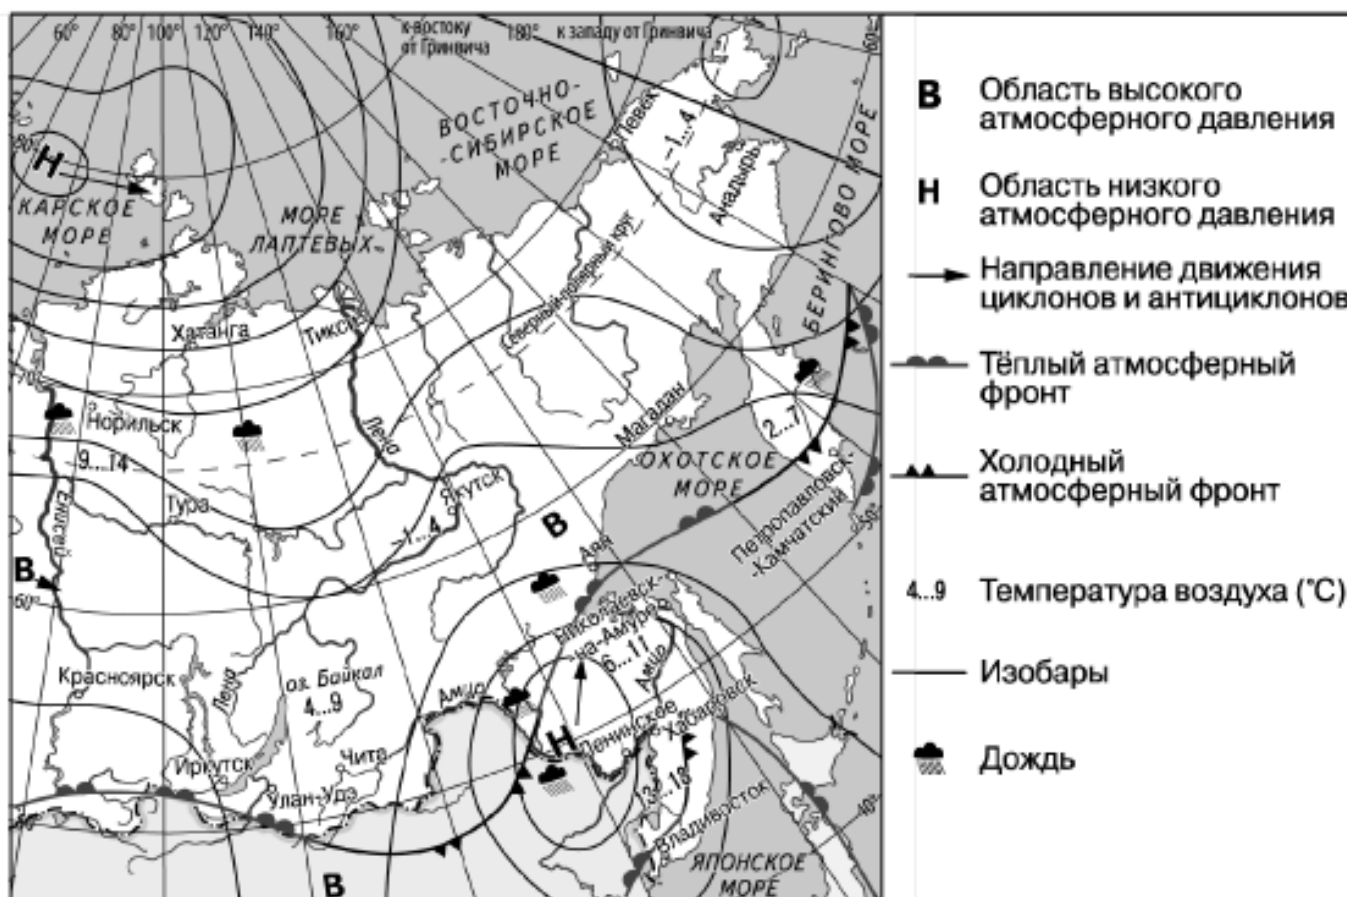 60°
80°
100°
120°
140°
160°
к востоку
от Гринвича
180°
к западу от Гринвича
60°
ВОСТОЧНО-
-СИБИРСКОЕ
МОРЕ
Певек
-1...4
Анадырь
БЕРИНГОВО МОРЕ
80°
Н
КАРСКОЕ
МОРЕ
МОРЕ
ЛАПТЕВЫХ
Северный полярный круг
Хатанга
Тикси
70°
Норильск
9...14
Лена
Магадан
2...7
ОХОТСКОЕ
МОРЕ
Тура
Якутск
Енисей
-1...4
В
Аян
Петропавловск-
-Камчатский
50°
В
60°
Николаевск-
-на-Амуре
6...11
Амур
Красноярск
Лена
оз. Байкал
4...9
Амур
Н
Ленинское
Хабаровск
Иркутск
Чита
Улан-Удэ
13...18
Владивосток
40°
В
ЯПОНСКОЕ
МОРЕ
В
Область высокого
атмосферного давления
Н
Область низкого
атмосферного давления
Направление движения
циклонов и антициклонов
Тёплый атмосферный
фронт
Холодный
атмосферный фронт
4...9
Температура воздуха (°C)
Изобары
Дождь